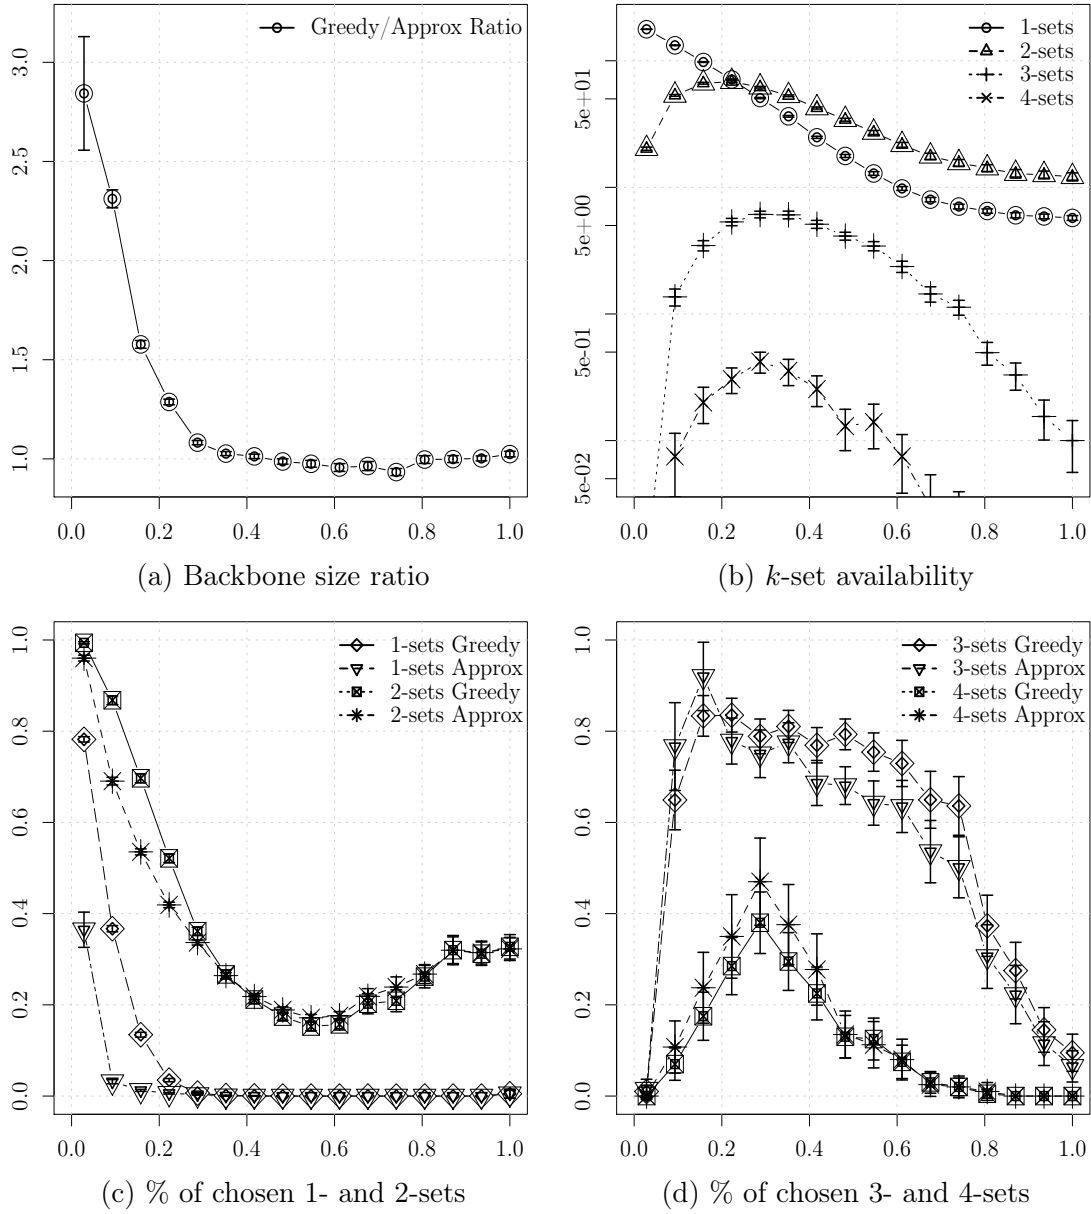 Greedy/Approx Ratio
3.0
2.5
2.0
1.5
1.0
0.0 0.2 0.4 0.6 0.8 1.0
(a) Backbone size ratio
1-sets
2-sets
3-sets
4-sets
5e+01
5e+00
5e-01
5e-02
0.0 0.2 0.4 0.6 0.8 1.0
(b) k-set availability
1-sets Greedy
1-sets Approx
2-sets Greedy
2-sets Approx
1.0
0.8
0.6
0.4
0.2
0.0
0.0 0.2 0.4 0.6 0.8 1.0
(c) % of chosen 1- and 2-sets
3-sets Greedy
3-sets Approx
4-sets Greedy
4-sets Approx
1.0
0.8
0.6
0.4
0.2
0.0
0.0 0.2 0.4 0.6 0.8 1.0
(d) % of chosen 3- and 4-sets